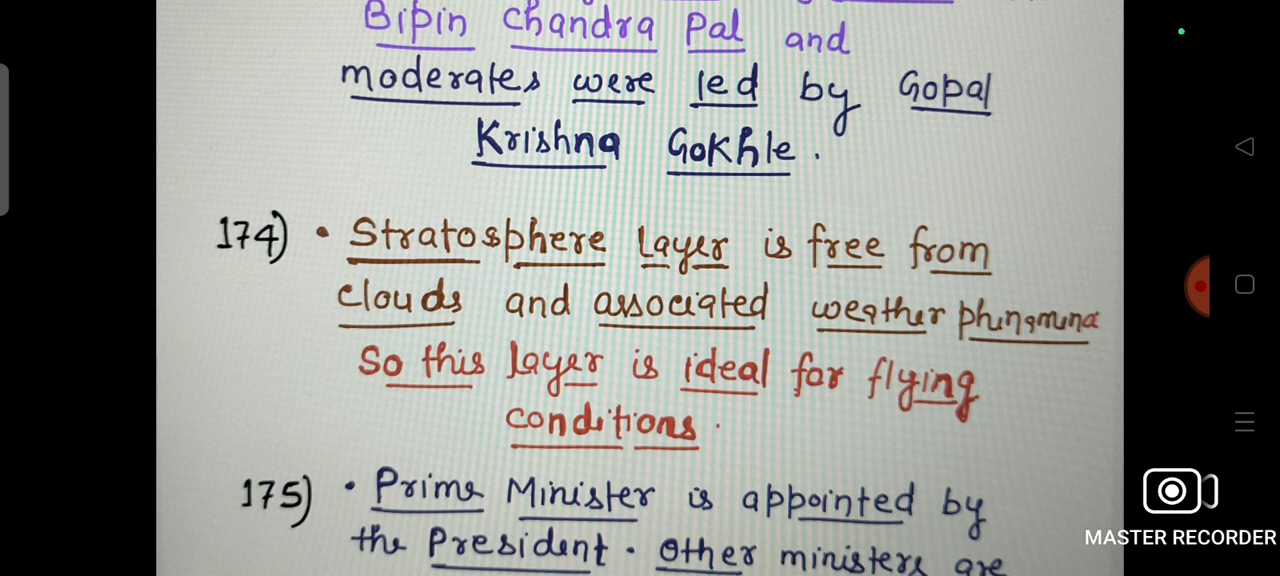 Bipin Chandra Pal and
moderates were led by Gopal
Krishna Gokhle.
174) • Stratosphere Layer is free from
clouds and associated weather phinamina
So this layer is ideal for flying
conditions.
175) • Prime Minister is appointed by
the President. Other ministers are
MASTER RECORDER